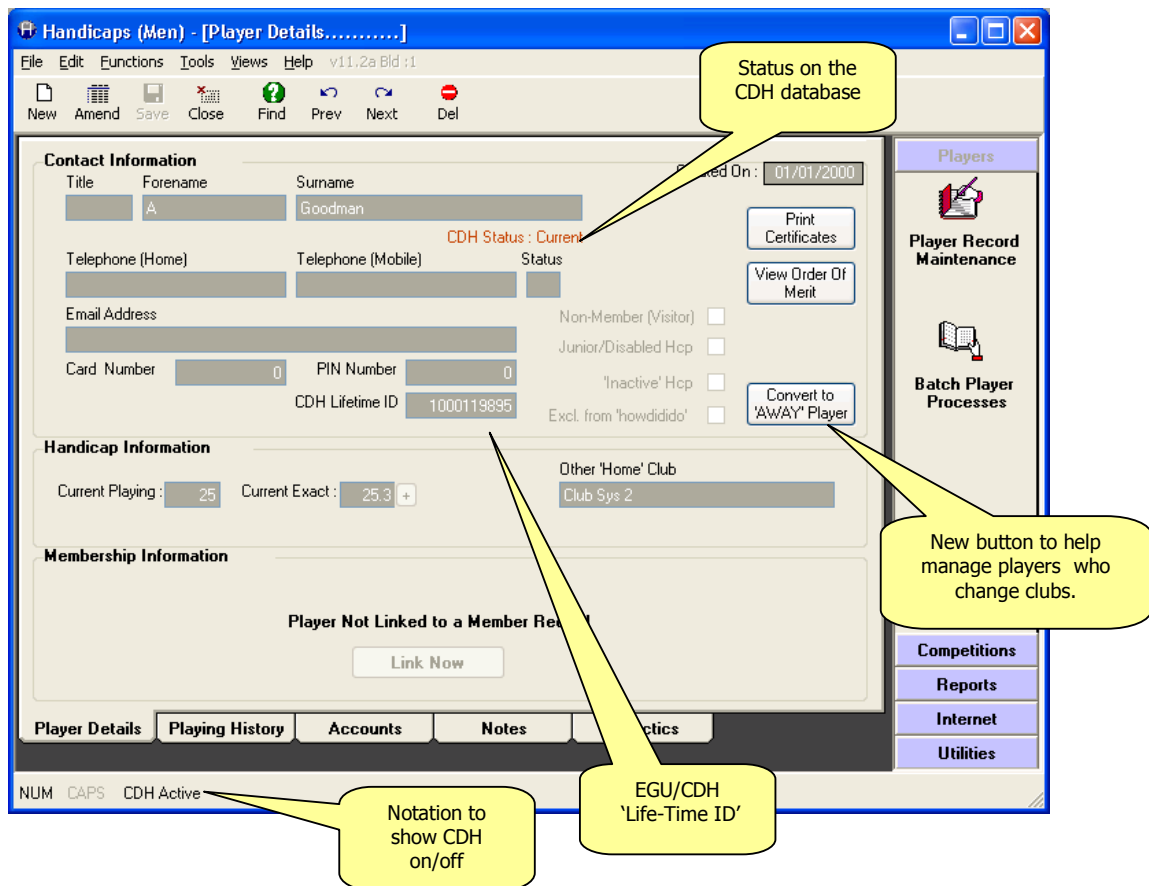 Handicaps (Men) - [Player Details...........]
File Edit Functions Tools Views Help v11.2a Bld :1
New Amend Save Close Find Prev Next Del
Status on the
CDH database
Contact Information
Title Forename Surname
On : 01/01/2000
A Goodman
CDH Status : Current
Print
Certificates
Telephone (Home) Telephone (Mobile) Status
View Order Of
Merit
Email Address
Non-Member (Visitor)
Junior/Disabled Hcp
Card Number 0 PIN Number 0
'Inactive' Hcp
CDH Lifetime ID 1000119895
Excl. from 'howdidido'
Convert to
'AWAY' Player
Handicap Information
Other 'Home' Club
Current Playing : 25 Current Exact : 25.3 +
Club Sys 2
Membership Information
Player Not Linked to a Member
Link Now
Player Details Playing History Accounts Notes
Players
Player Record
Maintenance
Batch Player
Processes
New button to help
manage players who
change clubs.
Competitions
Reports
Internet
Utilities
NUM CAPS CDH Active
Notation to
show CDH
on/off
EGU/CDH
‘Life-Time ID’